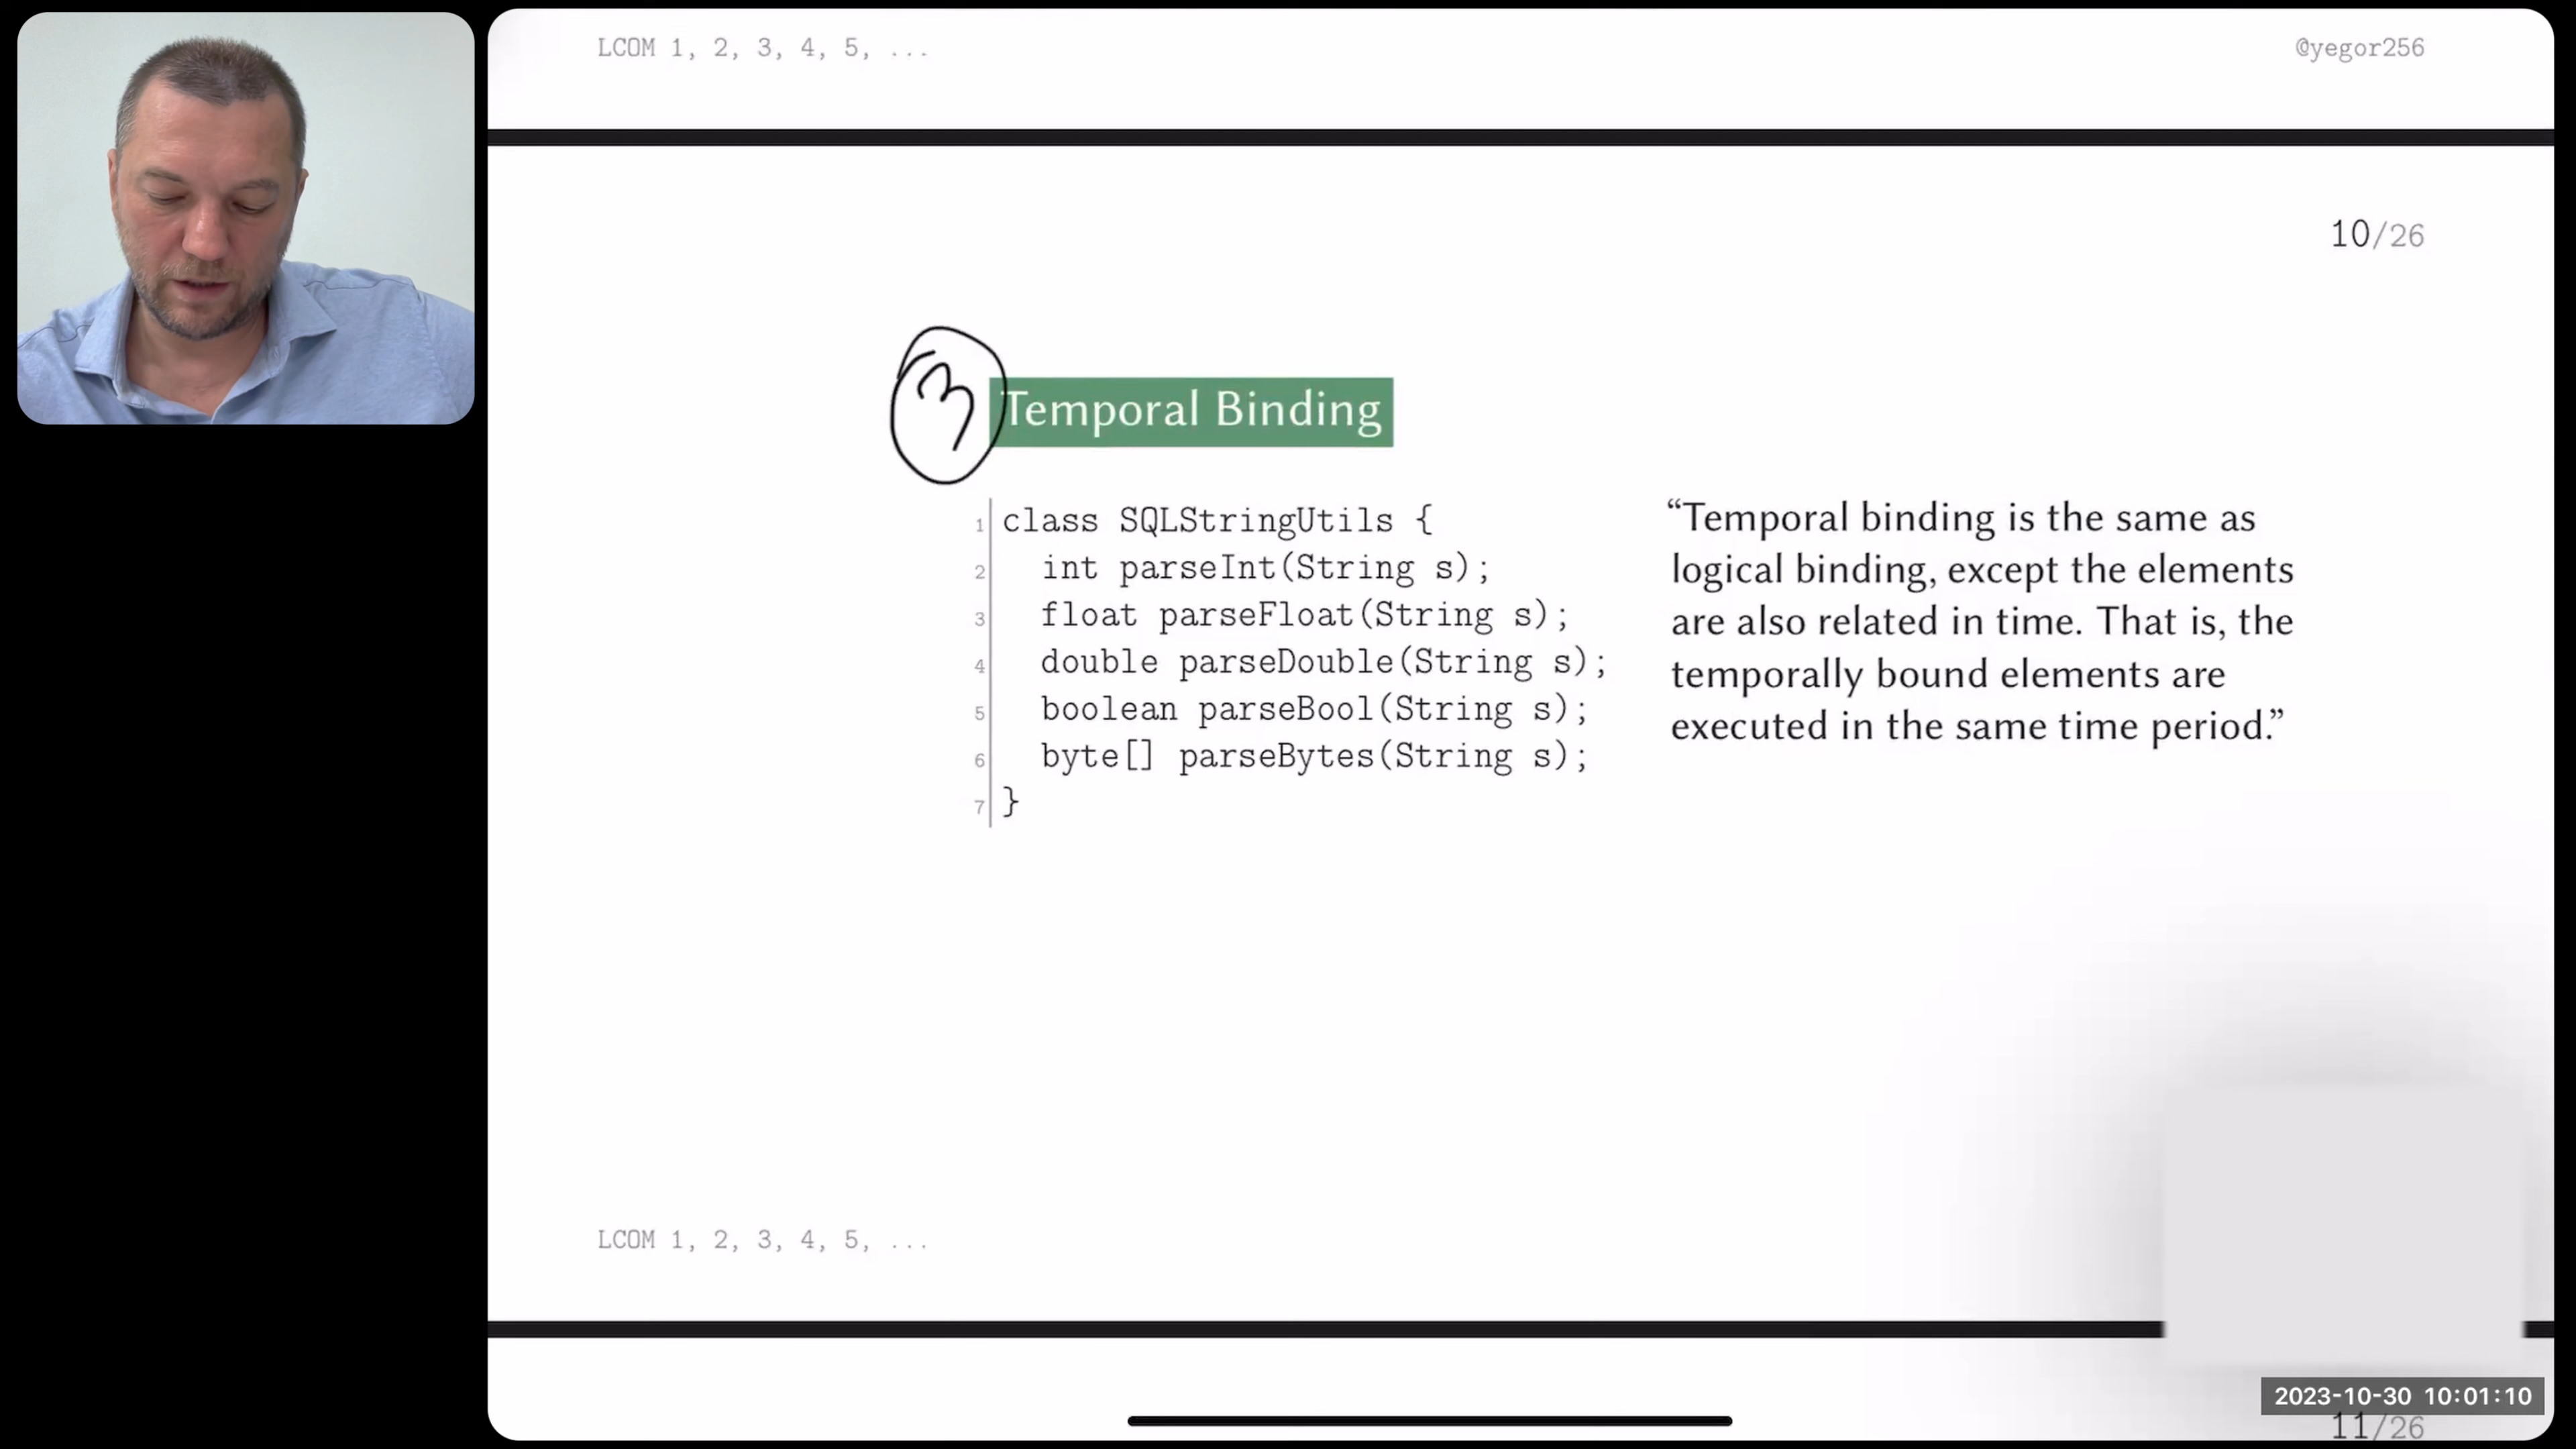 LCOM 1, 2, 3, 4, 5, ...
@yegor256
10/26
3
Temporal Binding
1 class SQLStringUtils {
2 int parseInt(String s);
3 float parseFloat(String s);
4 double parseDouble(String s);
5 boolean parseBool(String s);
6 byte[] parseBytes(String s);
7 }
“Temporal binding is the same as
logical binding, except the elements
are also related in time. That is, the
temporally bound elements are
executed in the same time period.”
LCOM 1, 2, 3, 4, 5, ...
2023-10-30 10:01:10
11/26